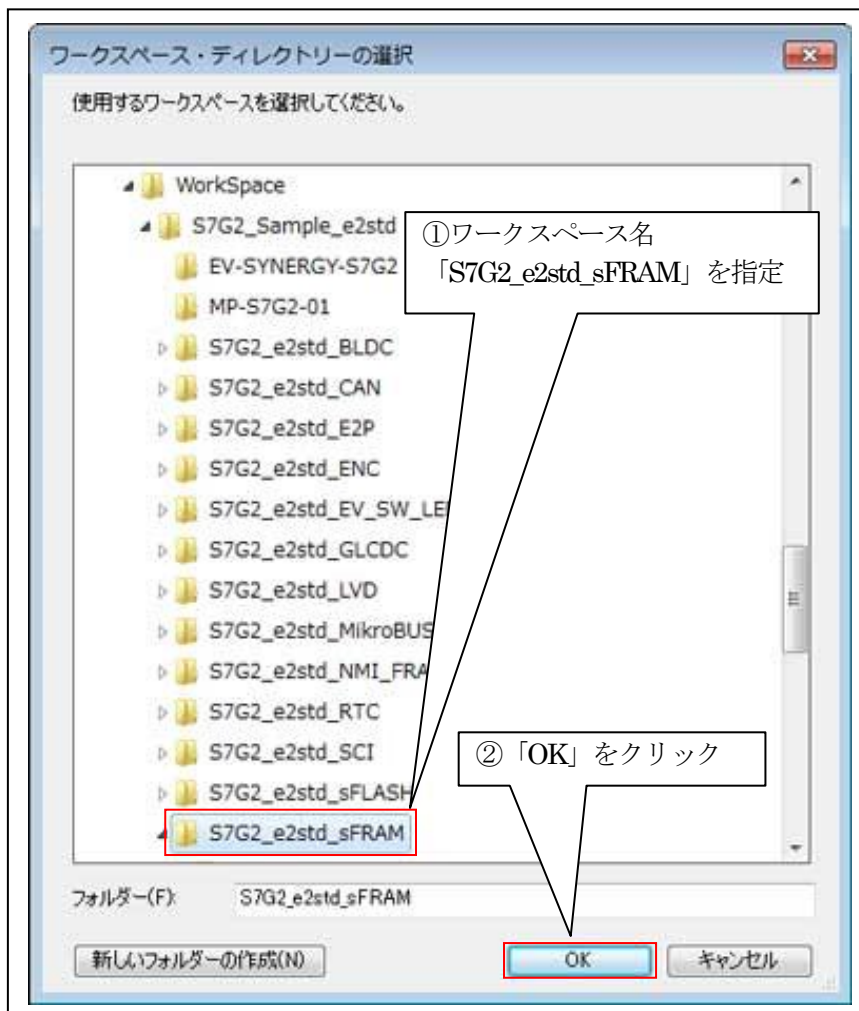 ワークスペース・ディレクトリーの選択
使用するワークスペースを選択してください。
WorkSpace
S7G2_Sample_e2std
①ワークスペース名
「S7G2_e2std_sFRAM」を指定
EV-SYNERGY-S7G2
MP-S7G2-01
S7G2_e2std_BLDC
S7G2_e2std_CAN
S7G2_e2std_E2P
S7G2_e2std_ENC
S7G2_e2std_EV_SW_LE
S7G2_e2std_GLCDC
S7G2_e2std_LVD
S7G2_e2std_MikroBUS
S7G2_e2std_NMI_FRA
S7G2_e2std_RTC
S7G2_e2std_SCI
②「OK」をクリック
S7G2_e2std_sFLASH
S7G2_e2std_sFRAM
フォルダー(F): S7G2_e2std_sFRAM
新しいフォルダーの作成(N) OK キャンセル